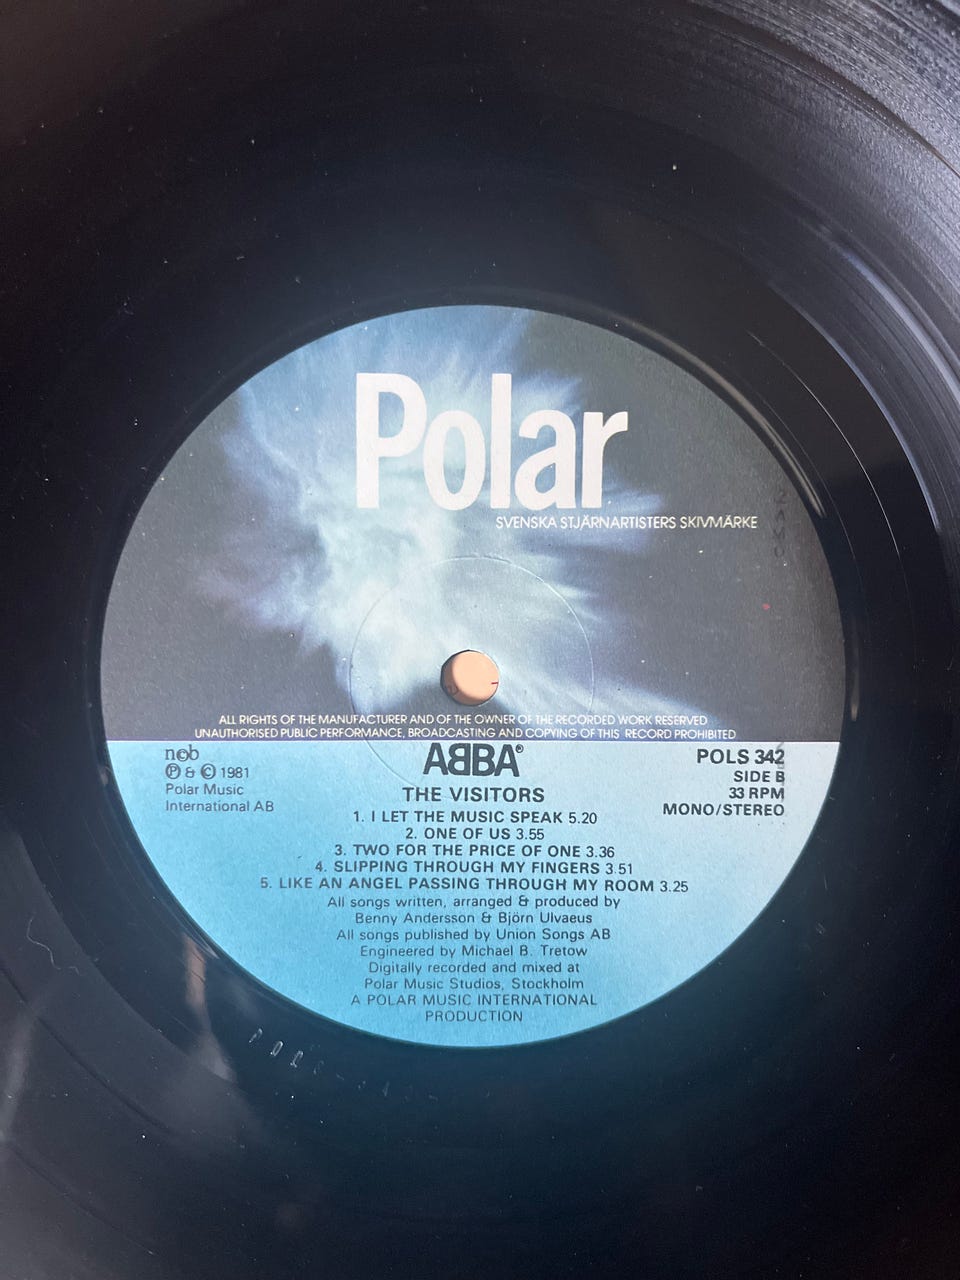 Polar
SVENSKA STJÄRNARTISTERS SKIVMÄRKE
ALL RIGHTS OF THE MANUFACTURER AND OF THE OWNER OF THE RECORDED WORK RESERVED
UNAUTHORISED PUBLIC PERFORMANCE, BROADCASTING AND COPYING OF THIS RECORD PROHIBITED
ncb
℗ & © 1981
Polar Music
International AB
ABBA®
THE VISITORS
POLS 342
SIDE B
33 RPM
MONO/STEREO
1. I LET THE MUSIC SPEAK 5.20
2. ONE OF US 3.55
3. TWO FOR THE PRICE OF ONE 3.36
4. SLIPPING THROUGH MY FINGERS 3.51
5. LIKE AN ANGEL PASSING THROUGH MY ROOM 3.25
All songs written, arranged & produced by
Benny Andersson & Björn Ulvaeus
All songs published by Union Songs AB
Engineered by Michael B. Tretow
Digitally recorded and mixed at
Polar Music Studios, Stockholm
A POLAR MUSIC INTERNATIONAL
PRODUCTION